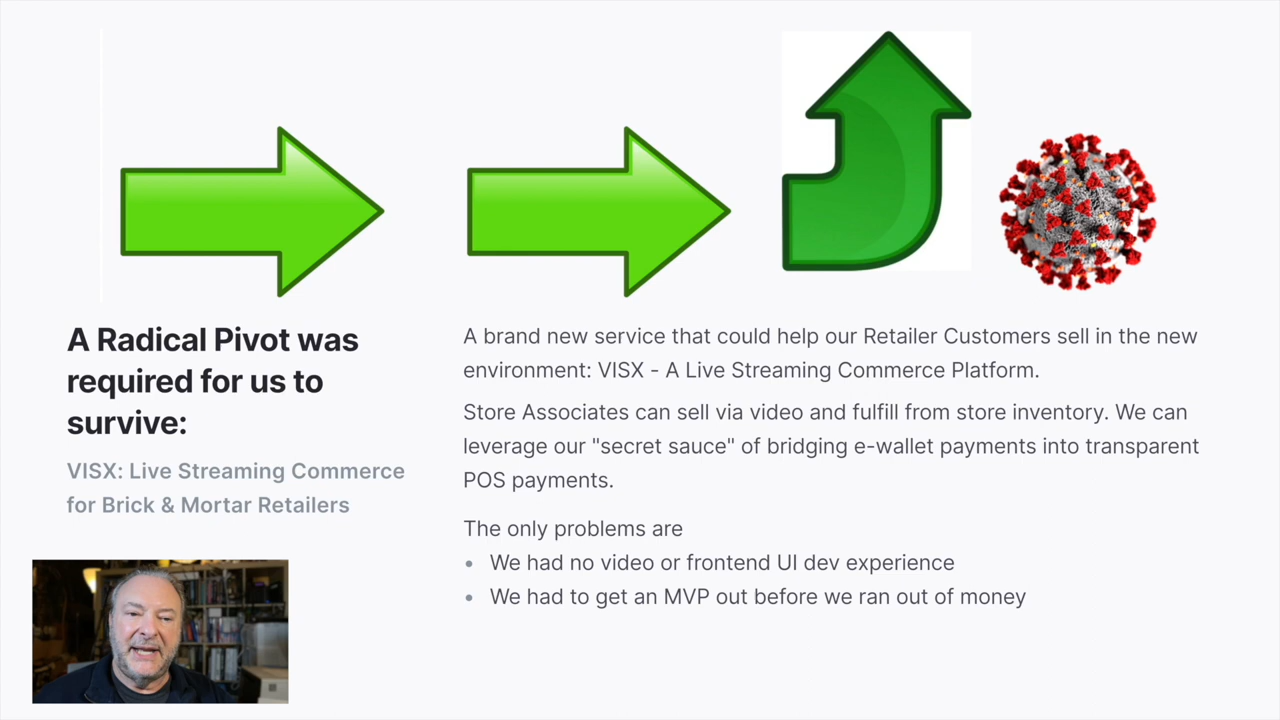 A Radical Pivot was
required for us to
survive:
VISX: Live Streaming Commerce
for Brick & Mortar Retailers
A brand new service that could help our Retailer Customers sell in the new
environment: VISX - A Live Streaming Commerce Platform.
Store Associates can sell via video and fulfill from store inventory. We can
leverage our "secret sauce" of bridging e-wallet payments into transparent
POS payments.
The only problems are
• We had no video or frontend UI dev experience
• We had to get an MVP out before we ran out of money